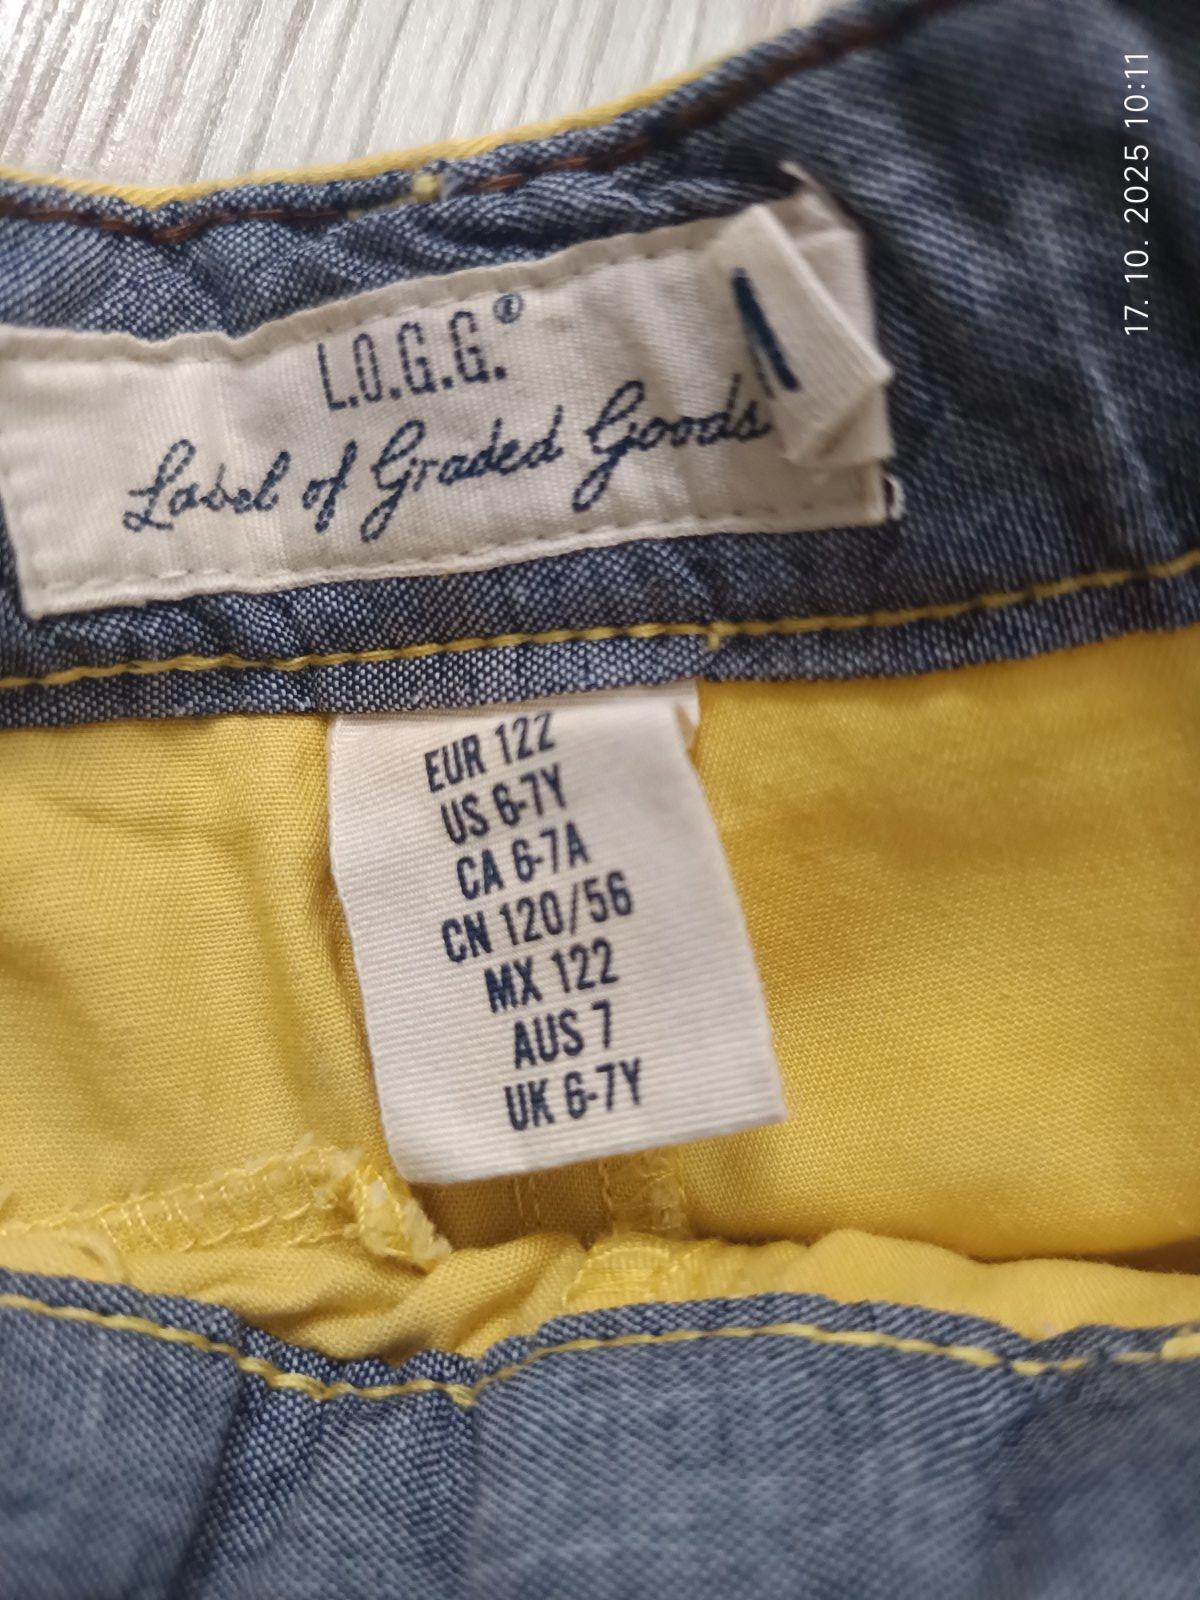 L.O.G.G.®
Label of Graded Goods
EUR 122
US 6-7Y
CA 6-7A
CN 120/56
MX 122
AUS 7
UK 6-7Y
17. 10. 2025 10:11